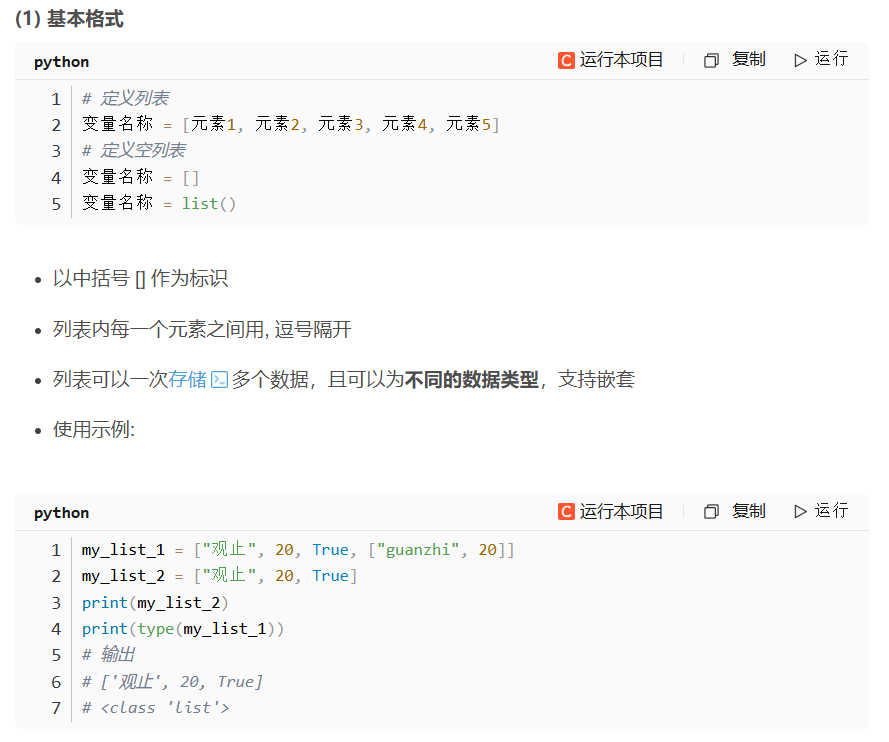 (1) 基本格式
python
C 运行本项目 复制 运行
1 # 定义列表
2 变量名称 = [元素1, 元素2, 元素3, 元素4, 元素5]
3 # 定义空列表
4 变量名称 = []
5 变量名称 = list()
• 以中括号 [] 作为标识
• 列表内每一个元素之间用, 逗号隔开
• 列表可以一次存储多个数据，且可以为不同的数据类型，支持嵌套
• 使用示例:
python
C 运行本项目 复制 运行
1 my_list_1 = ["观止", 20, True, ["guanzhi", 20]]
2 my_list_2 = ["观止", 20, True]
3 print(my_list_2)
4 print(type(my_list_1))
5 # 输出
6 # ['观止', 20, True]
7 # <class 'list'>